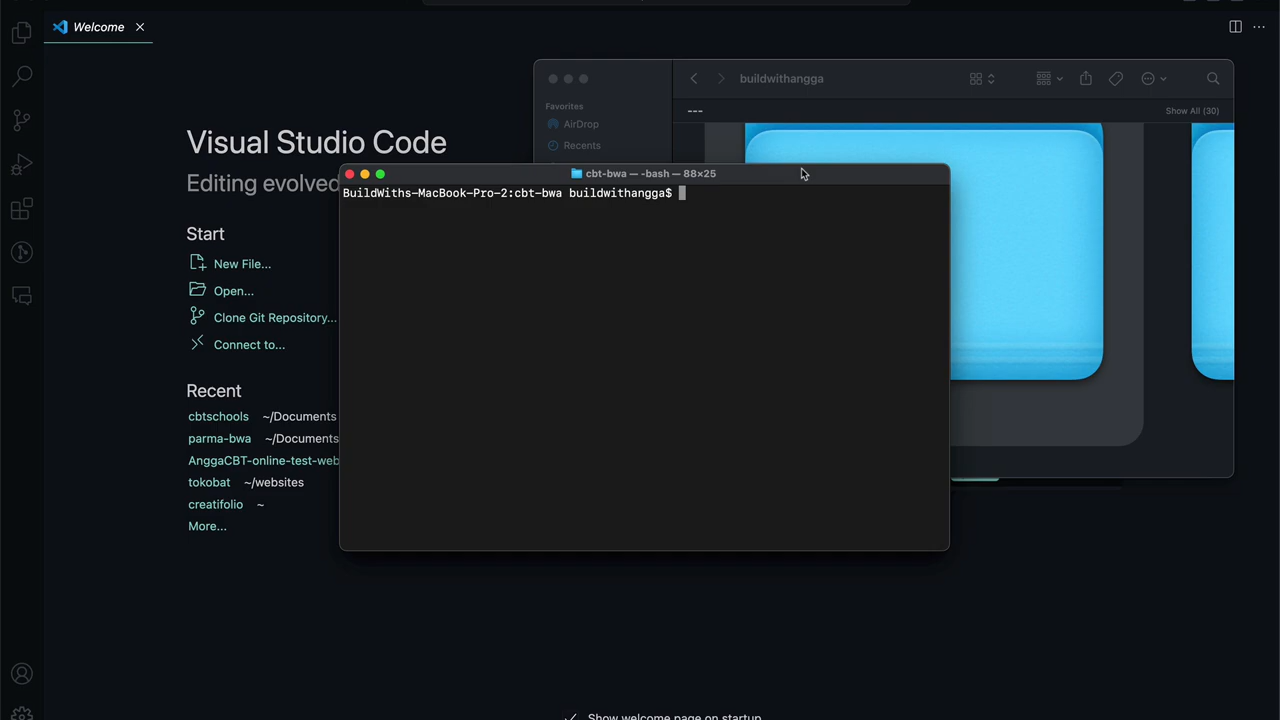 Welcome
buildwithangga
Favorites
AirDrop
Recents
---
Show All (30)
Visual Studio Code
Editing evolved
cbt-bwa — -bash — 88×25
BuildWiths-MacBook-Pro-2:cbt-bwa buildwithangga$
Start
New File...
Open...
Clone Git Repository...
Connect to...
Recent
cbtschools ~/Documents
parma-bwa ~/Documents
AnggaCBT-online-test-web
tokobat ~/websites
creatifolio ~
More...
Show welcome page on startup